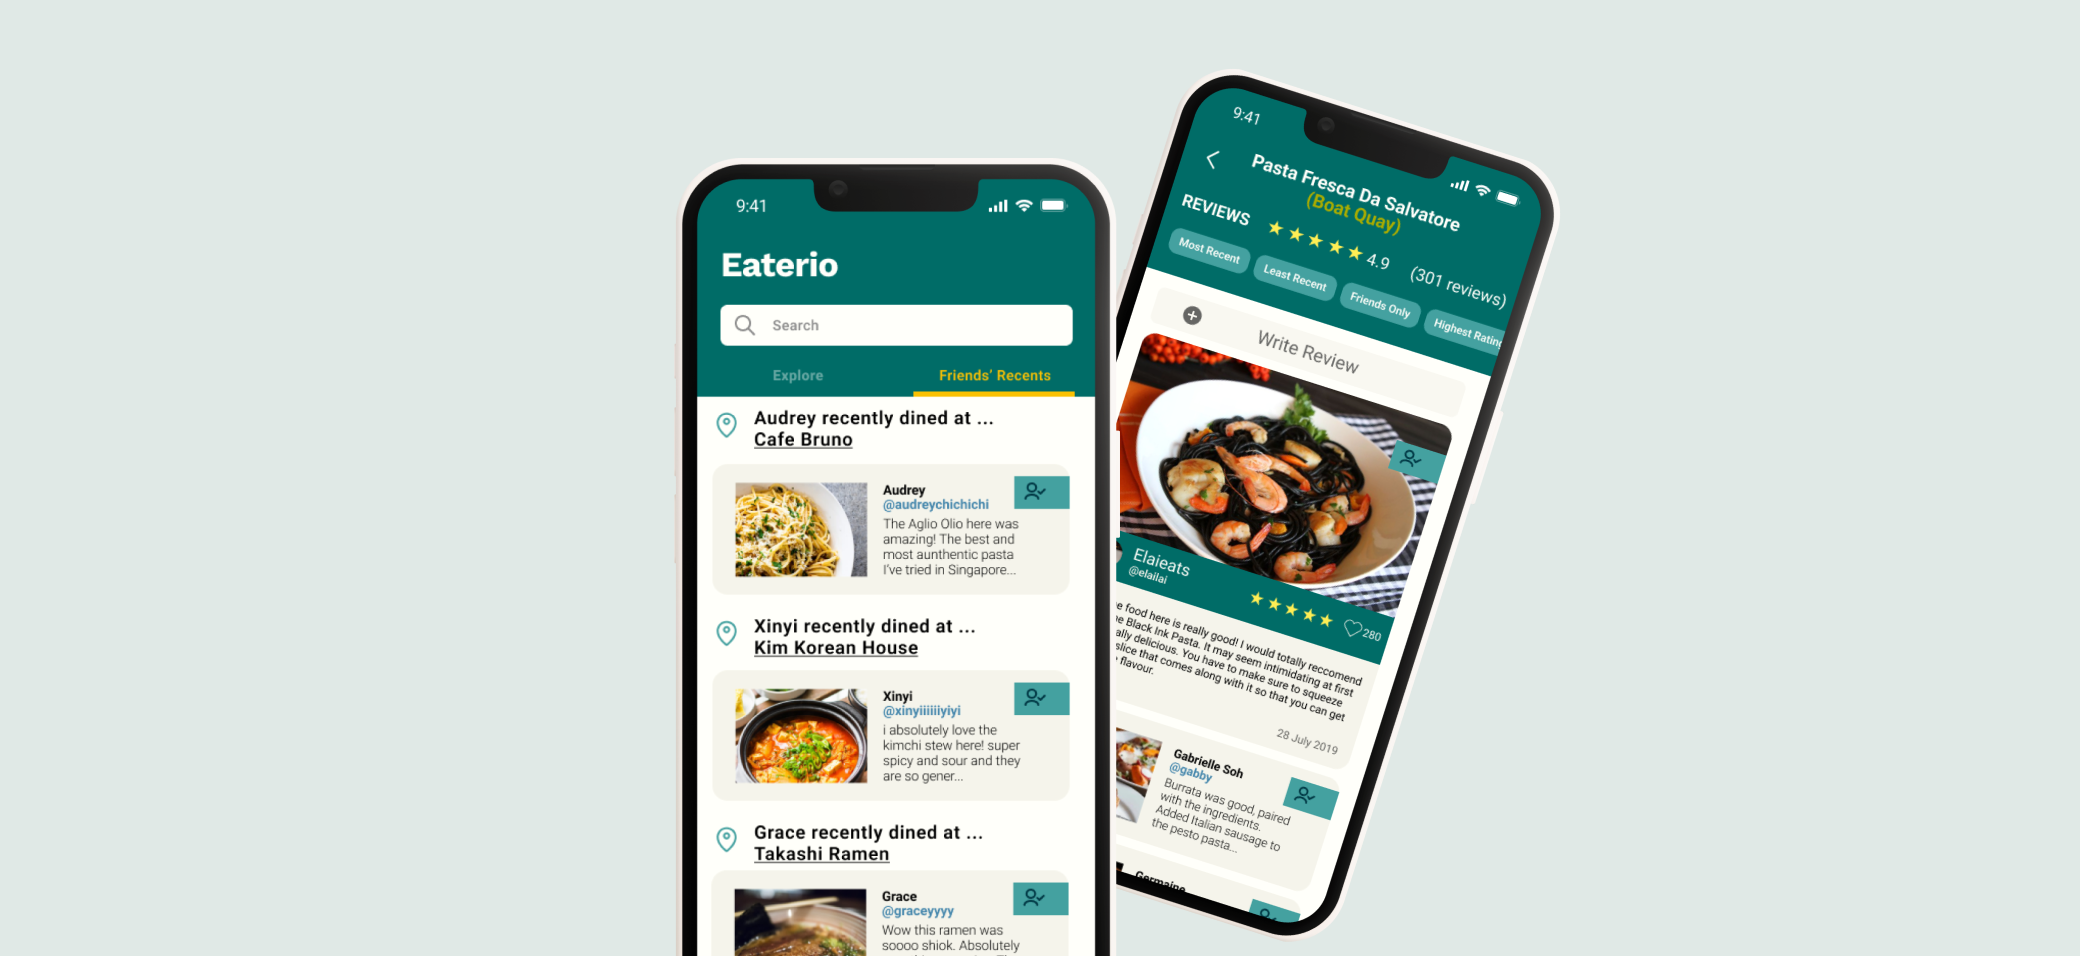 9:41
Eaterio
Search
Explore
Friends' Recents
Audrey recently dined at ...
Cafe Bruno
Audrey
@audreychichichi
The Aglio Olio here was
amazing! The best and
most aunthentic pasta
I've tried in Singapore...
Xinyi recently dined at ...
Kim Korean House
Xinyi
@xinyiiiiiiyiyi
i absolutely love the
kimchi stew here! super
spicy and sour and they
are so gener...
Grace recently dined at ...
Takashi Ramen
Grace
@graceyyyy
Wow this ramen was
soooo shiok. Absolutely
9:41
Pasta Fresca Da Salvatore
(Boat Quay)
REVIEWS
4.9
(301 reviews)
Most Recent
Least Recent
Friends Only
Highest Rating
Write Review
Elaieats
@elailai
280
food here is really good! I would totally reccomend
Black Ink Pasta. It may seem intimidating at first
delicious. You have to make sure to squeeze
slice that comes along with it so that you can get
flavour.
28 July 2019
Gabrielle Soh
@gabby
Burrata was good, paired
with the ingredients.
Added Italian sausage to
the pesto pasta...
Germaine